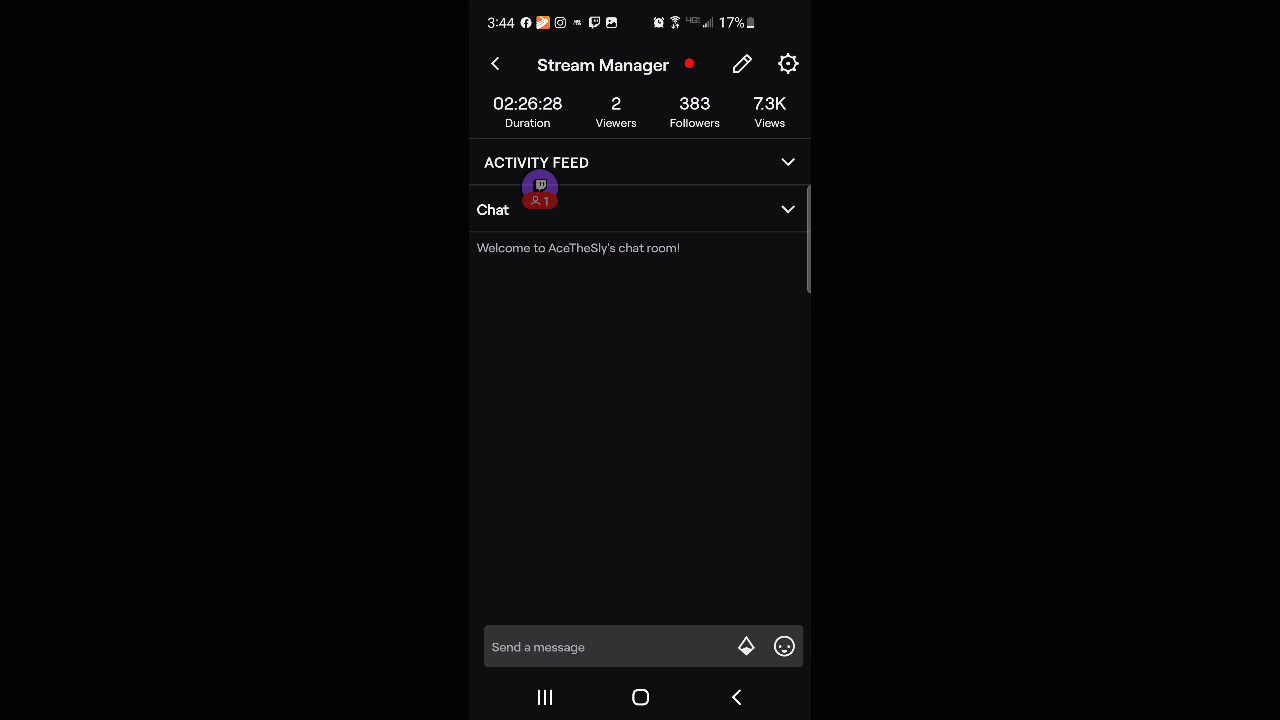 3:44 4G 17%
Stream Manager
02:26:28 2 383 7.3K
Duration Viewers Followers Views
ACTIVITY FEED
1
Chat
Welcome to AceTheSly's chat room!
Send a message